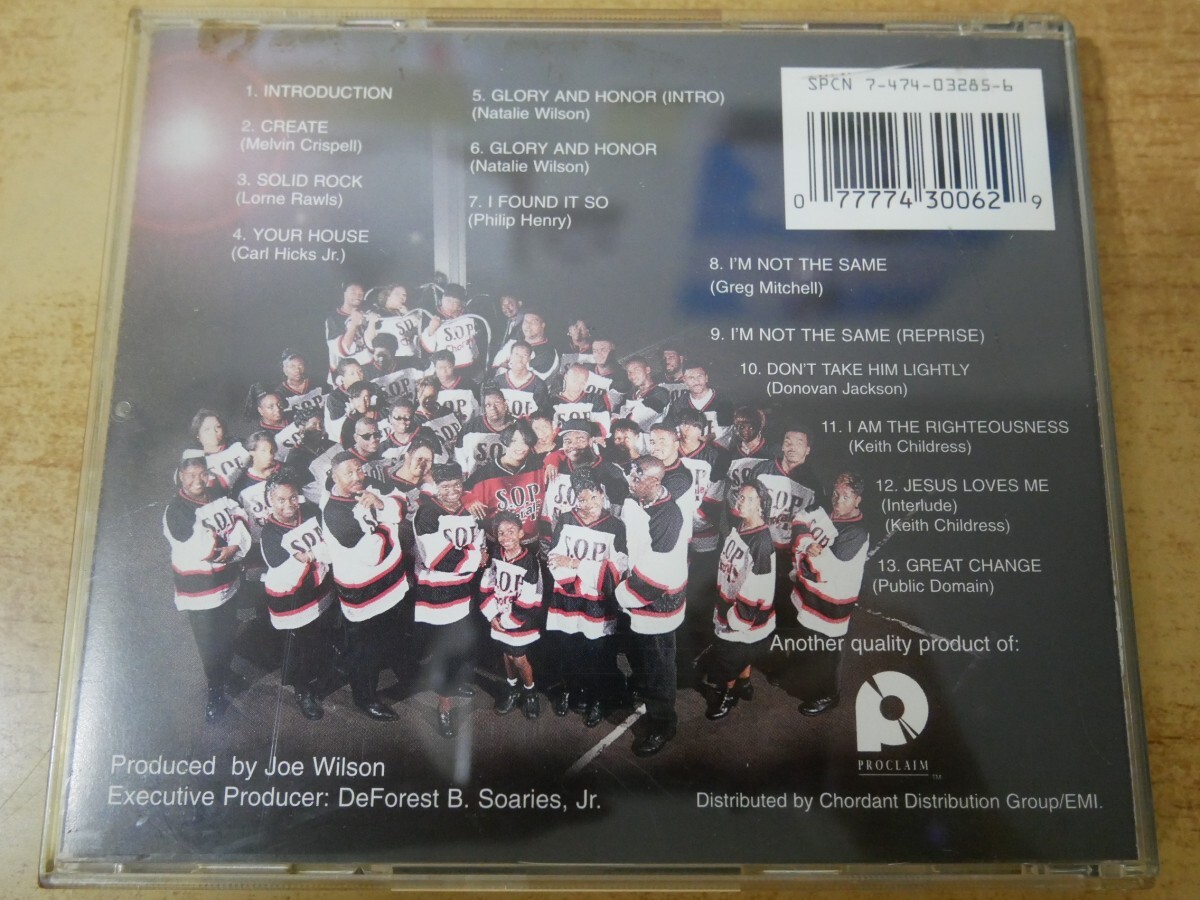 1. INTRODUCTION
2. CREATE
(Melvin Crispell)
3. SOLID ROCK
(Lorne Rawls)
4. YOUR HOUSE
(Carl Hicks Jr.)
5. GLORY AND HONOR (INTRO)
(Natalie Wilson)
6. GLORY AND HONOR
(Natalie Wilson)
7. I FOUND IT SO
(Philip Henry)
SPCN 7-474-03285-6
0 77774 30062 9
8. I'M NOT THE SAME
(Greg Mitchell)
9. I'M NOT THE SAME (REPRISE)
10. DON'T TAKE HIM LIGHTLY
(Donovan Jackson)
11. I AM THE RIGHTEOUSNESS
(Keith Childress)
12. JESUS LOVES ME
(Interlude)
(Keith Childress)
13. GREAT CHANGE
(Public Domain)
S.O.P.
S.O.P.
S.O.P.
S.O.P.
S.O.P.
Another quality product of:
PROCLAIM TM
Produced by Joe Wilson
Executive Producer: DeForest B. Soaries, Jr.
Distributed by Chordant Distribution Group/EMI.